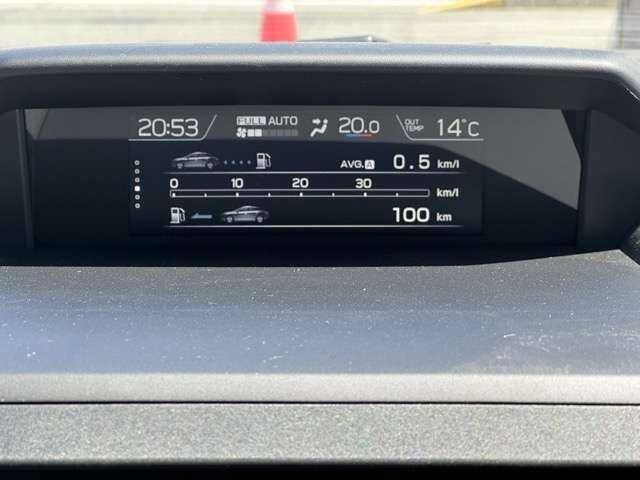 20:53 FULL AUTO 20.0 OUT TEMP 14°C
AVG. A 0.5 km/l
0 10 20 30 km/l
100 km